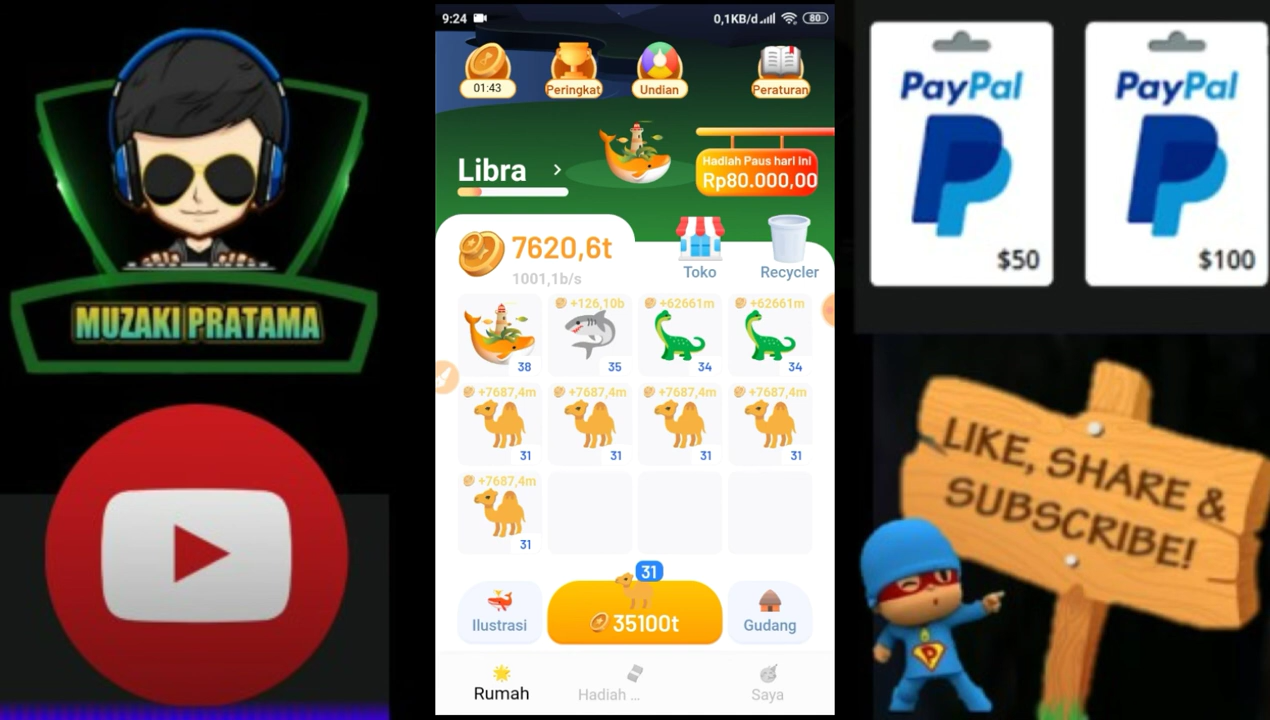 MUZAKI PRATAMA
9:24
0,1KB/d
80
01:43
Peringkat
Undian
Peraturan
Libra
Hadiah Paus hari ini
Rp80.000,00
7620,6t
1001,1b/s
Toko
Recycler
+126,10b
+62661m
+62661m
38
35
34
34
+7687,4m
+7687,4m
+7687,4m
+7687,4m
31
31
31
31
+7687,4m
31
31
Ilustrasi
35100t
Gudang
Rumah
Hadiah ...
Saya
PayPal
PayPal
$50
$100
LIKE, SHARE &
SUBSCRIBE!
P